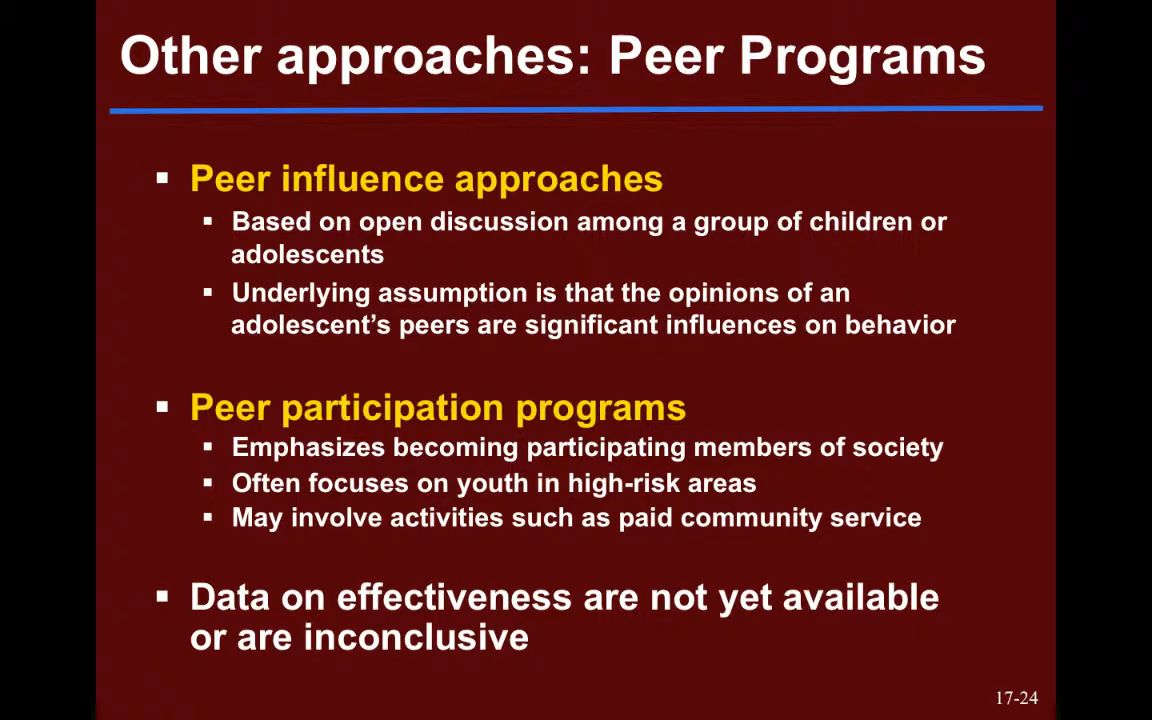 Other approaches: Peer Programs
▪ Peer influence approaches
▪ Based on open discussion among a group of children or
adolescents
▪ Underlying assumption is that the opinions of an
adolescent’s peers are significant influences on behavior
▪ Peer participation programs
▪ Emphasizes becoming participating members of society
▪ Often focuses on youth in high-risk areas
▪ May involve activities such as paid community service
▪ Data on effectiveness are not yet available
or are inconclusive
17-24